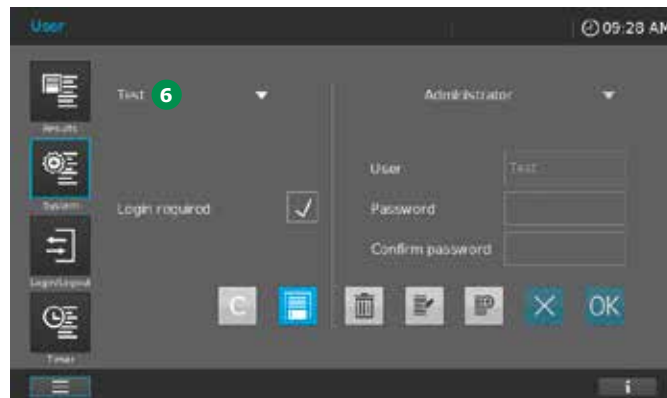 User
09:28 AM
Results
Test 6
Administrator
System
User
Test
Login required
Password
Confirm password
Login/Logout
C
OK
Timer
i